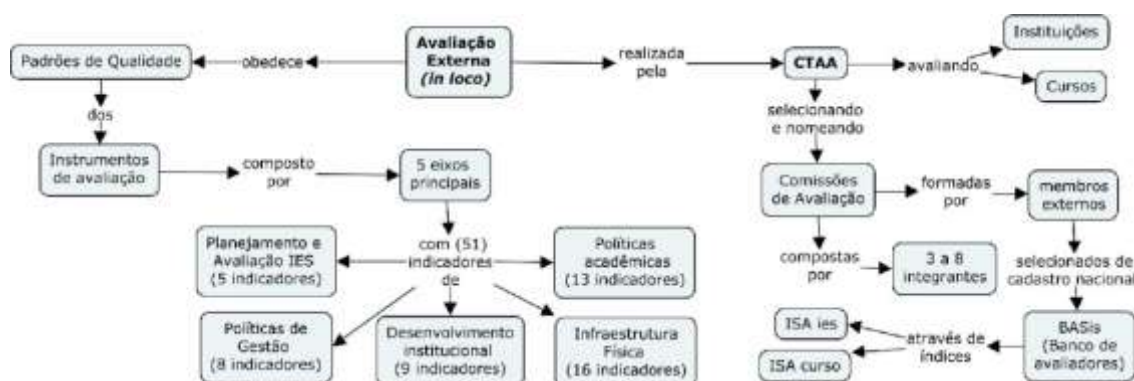 Padrões de Qualidade
obedece
Avaliação
Externa
(in loco)
realizada
pela
CTAA
avaliando
Instituições
Cursos
dos
Instrumentos
de avaliação
composto
por
5 eixos
principais
selecionando
e nomeando
Comissões
de Avaliação
formadas
por
membros
externos
Planejamento e
Avaliação IES
(5 indicadores)
com (51)
indicadores
de
Políticas
acadêmicas
(13 indicadores)
compostas
por
3 a 8
integrantes
selecionados de
cadastro nacional
Políticas de
Gestão
(8 indicadores)
Desenvolvimento
institucional
(9 indicadores)
Infraestrutura
Física
(16 indicadores)
ISA ies
ISA curso
através de
índices
BASis
(Banco de
avaliadores)